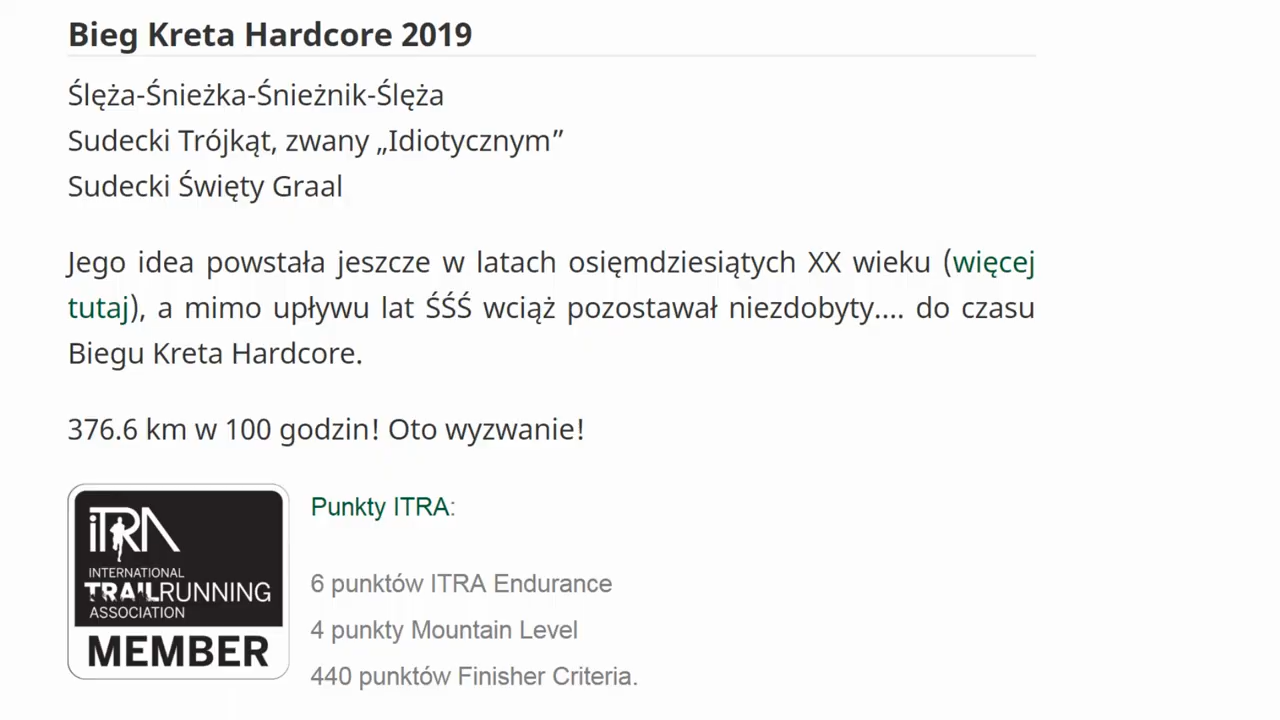 Bieg Kreta Hardcore 2019
Ślęża-Śnieżka-Śnieżnik-Ślęża
Sudecki Trójkąt, zwany „Idiotycznym”
Sudecki Święty Graal
Jego idea powstała jeszcze w latach osięmdziesiątych XX wieku (więcej
tutaj), a mimo upływu lat ŚŚŚ wciąż pozostawał niezdobyty.... do czasu
Biegu Kreta Hardcore.
376.6 km w 100 godzin! Oto wyzwanie!
iTRA
INTERNATIONAL
TRAILRUNNING
ASSOCIATION
MEMBER
Punkty ITRA:
6 punktów ITRA Endurance
4 punkty Mountain Level
440 punktów Finisher Criteria.